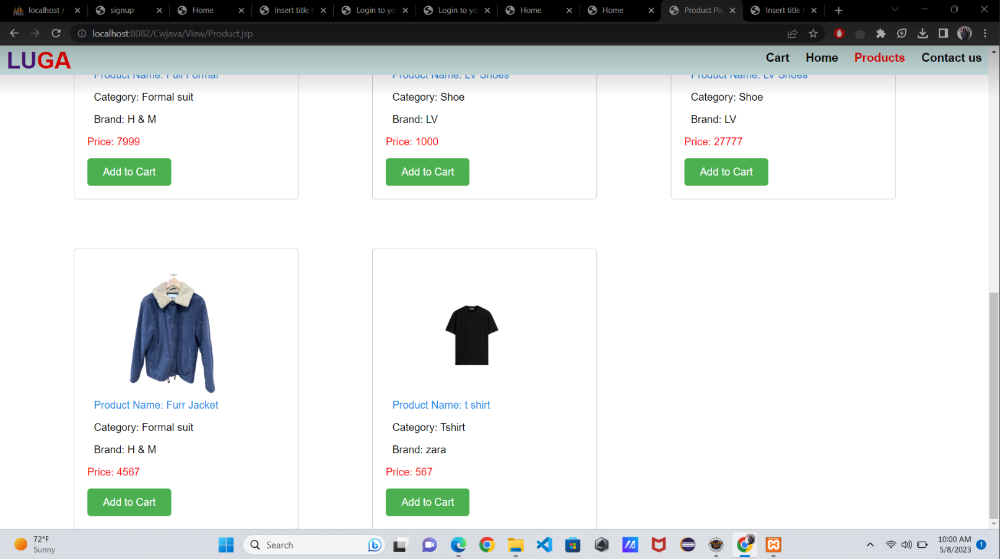 localhost /
signup
Home
Insert title h
Login to yo
Login to yo
Home
Home
Product Pa
Insert title
localhost:8082/Cwjava/View/Product.jsp
LUGA
Cart
Home
Products
Contact us
Product Name: Full Formal
Category: Formal suit
Brand: H & M
Price: 7999
Add to Cart
Product Name: LV Shoes
Category: Shoe
Brand: LV
Price: 1000
Add to Cart
Product Name: LV Shoes
Category: Shoe
Brand: LV
Price: 27777
Add to Cart
Product Name: Furr Jacket
Category: Formal suit
Brand: H & M
Price: 4567
Add to Cart
Product Name: t shirt
Category: Tshirt
Brand: zara
Price: 567
Add to Cart
72°F
Sunny
Search
10:00 AM
5/8/2023
1